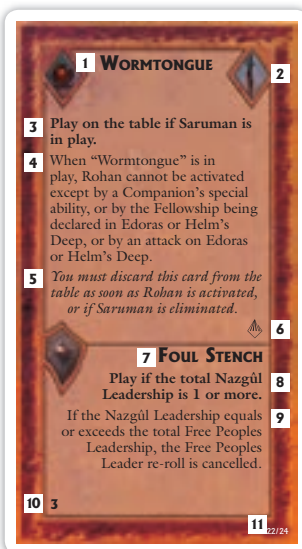 1 WORMTONGUE
2
3 Play on the table if Saruman is
in play.
4 When “Wormtongue” is in
play, Rohan cannot be activated
except by a Companion’s special
ability, or by the Fellowship being
declared in Edoras or Helm’s
Deep, or by an attack on Edoras
or Helm’s Deep.
5 You must discard this card from the
table as soon as Rohan is activated,
or if Saruman is eliminated.
6
7 FOUL STENCH
Play if the total Nazgûl 8
Leadership is 1 or more.
If the Nazgûl Leadership equals 9
or exceeds the total Free Peoples
Leadership, the Free Peoples
Leader re-roll is cancelled.
10 3
11 22/24